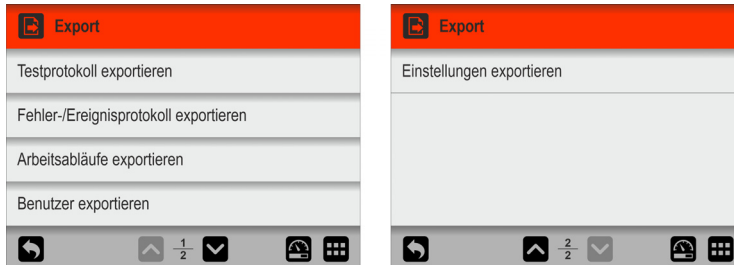 Export
Testprotokoll exportieren
Fehler-/Ereignisprotokoll exportieren
Arbeitsabläufe exportieren
Benutzer exportieren
1
2
Export
Einstellungen exportieren
2
2